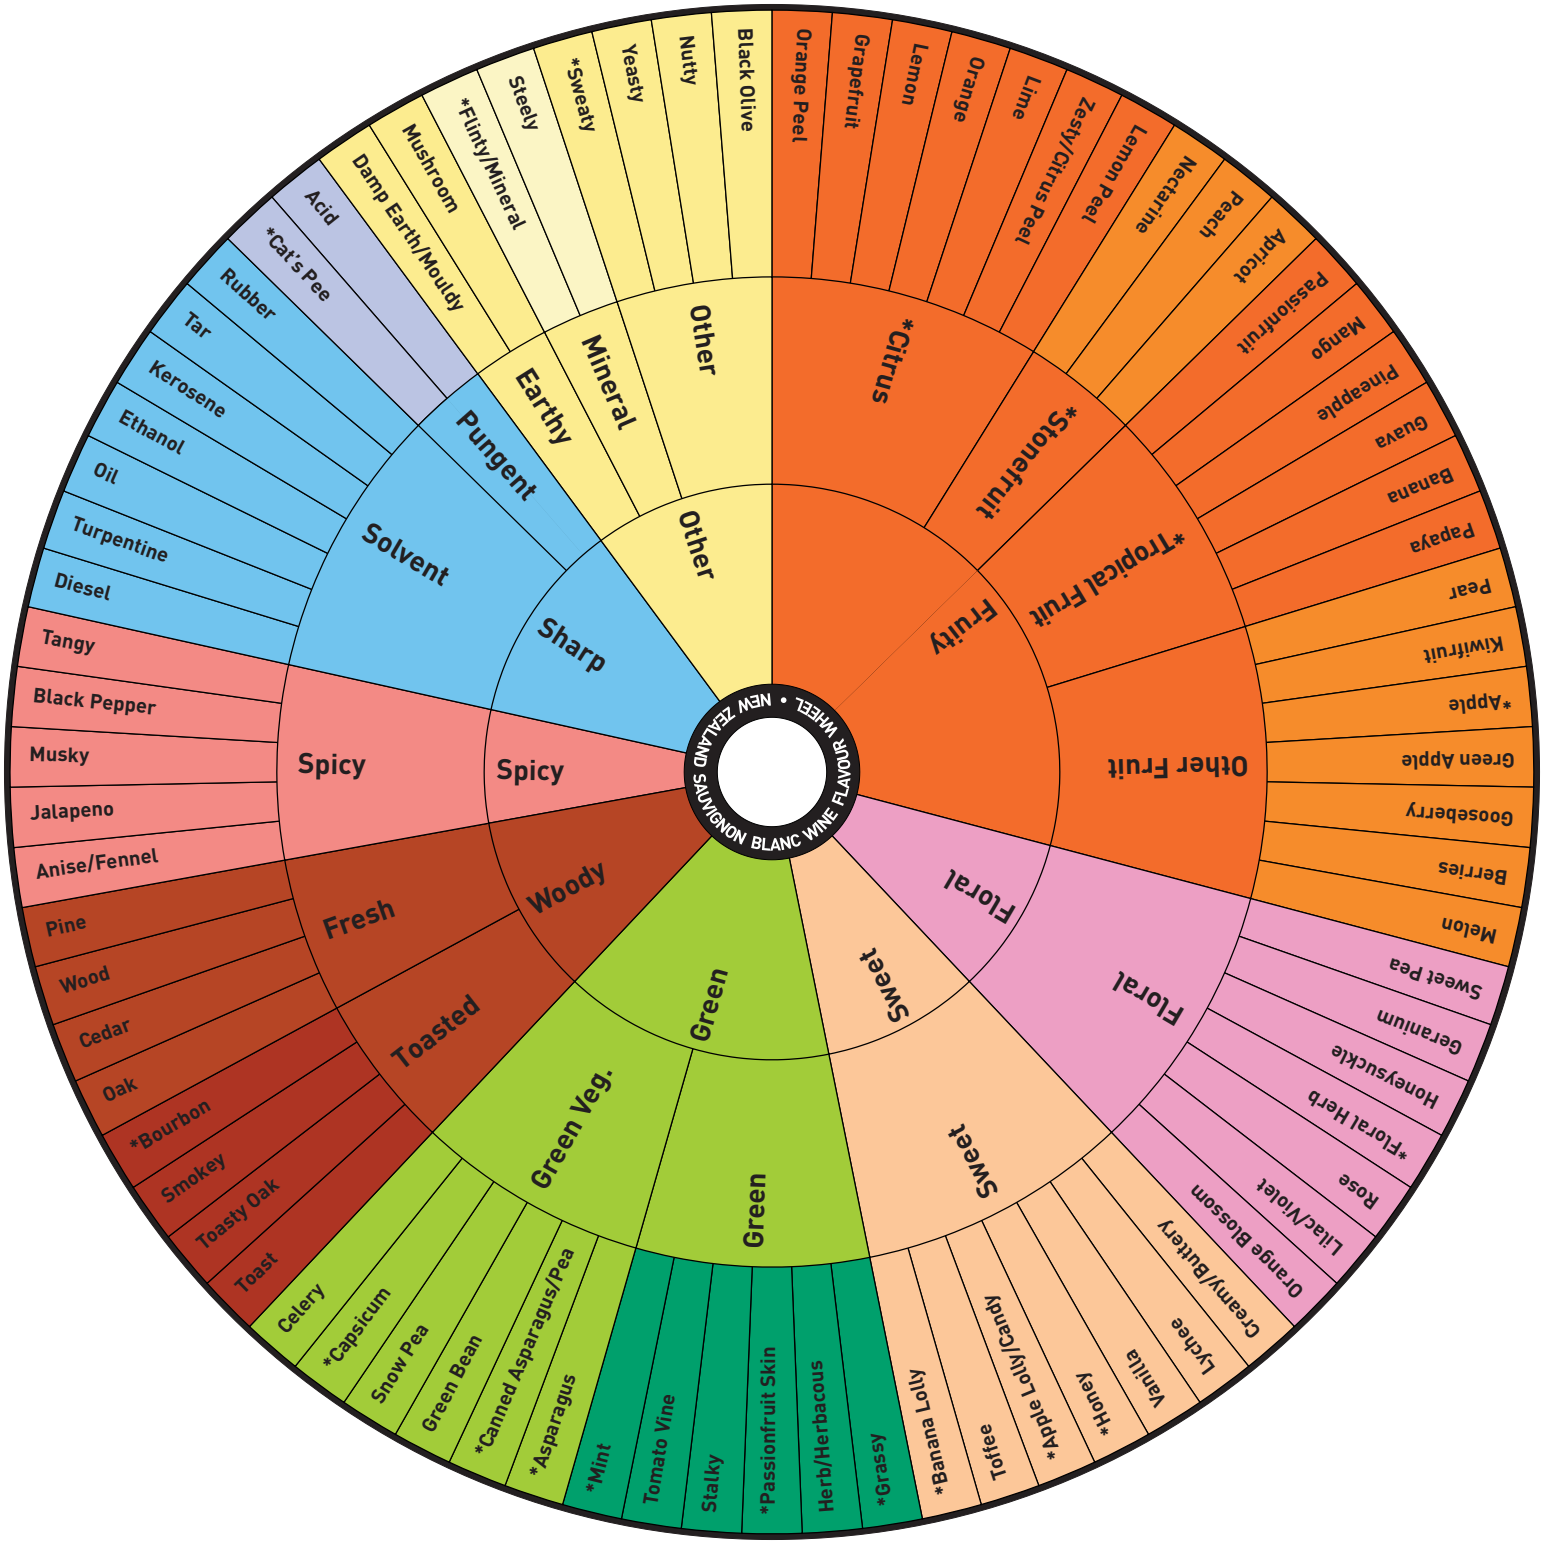 NEW ZEALAND SAUVIGNON BLANC WINE FLAVOUR WHEEL •
Fruity
*Citrus
Orange Peel
Grapefruit
Lemon
Orange
Lime
Zesty/Citrus Peel
Lemon Peel
*Stonefruit
Nectarine
Peach
Apricot
*Tropical Fruit
Passionfruit
Mango
Pineapple
Guava
Banana
Papaya
Other Fruit
Pear
Kiwifruit
*Apple
Green Apple
Gooseberry
Berries
Melon
Floral
Floral
Sweet Pea
Geranium
Honeysuckle
*Floral Herb
Rose
Lilac/Violet
Orange Blossom
Sweet
Sweet
Creamy/Buttery
Lychee
Vanilla
*Honey
*Apple Lolly/Candy
Toffee
*Banana Lolly
Green
Green
*Grassy
Herb/Herbacous
*Passionfruit Skin
Stalky
Tomato Vine
*Mint
Green Veg.
*Asparagus
*Canned Asparagus/Pea
Green Bean
Snow Pea
*Capsicum
Celery
Woody
Toasted
Toast
Toasty Oak
Smokey
*Bourbon
Fresh
Oak
Cedar
Wood
Pine
Spicy
Spicy
Anise/Fennel
Jalapeno
Musky
Black Pepper
Tangy
Sharp
Solvent
Diesel
Turpentine
Oil
Ethanol
Kerosene
Tar
Rubber
Pungent
*Cat's Pee
Acid
Other
Earthy
Damp Earth/Mouldy
Mushroom
Mineral
*Flinty/Mineral
Steely
Other
*Sweaty
Yeasty
Nutty
Black Olive